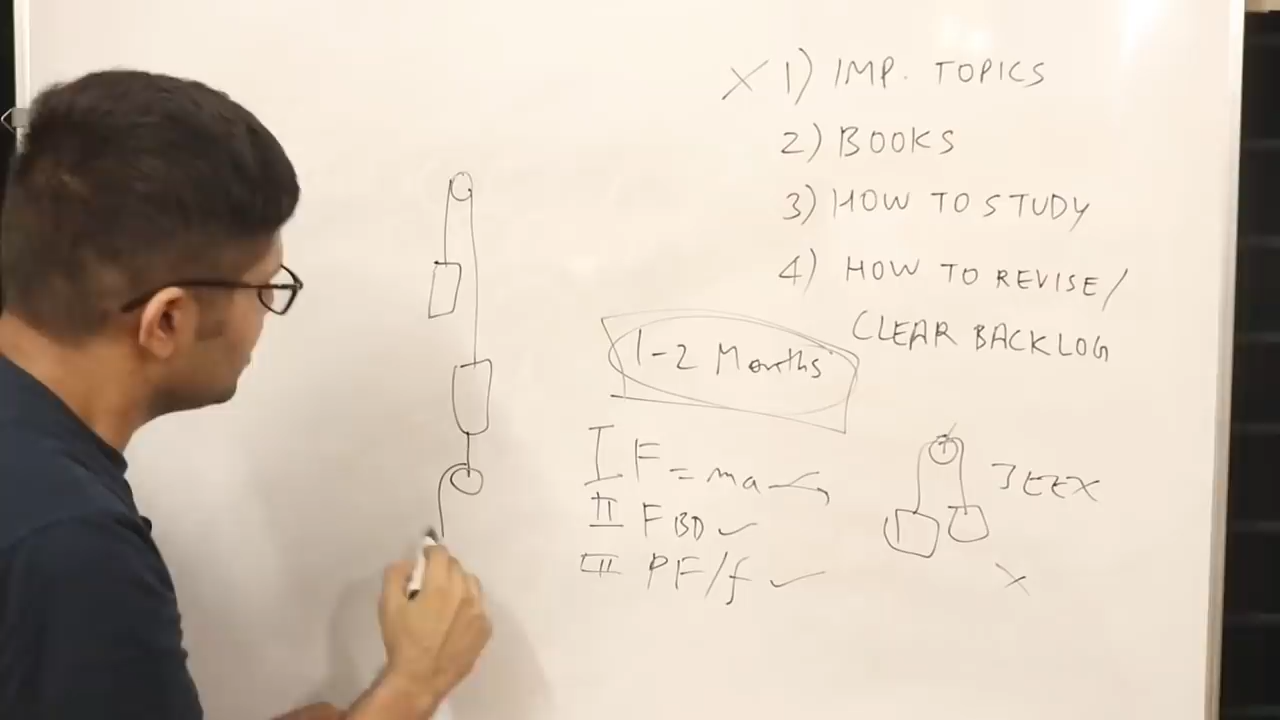 X 1) IMP. TOPICS
2) BOOKS
3) HOW TO STUDY
4) HOW TO REVISE/
CLEAR BACKLOG
1-2 Months
I F = ma
II FBD ✓
III PF/f ✓
JEEX
X